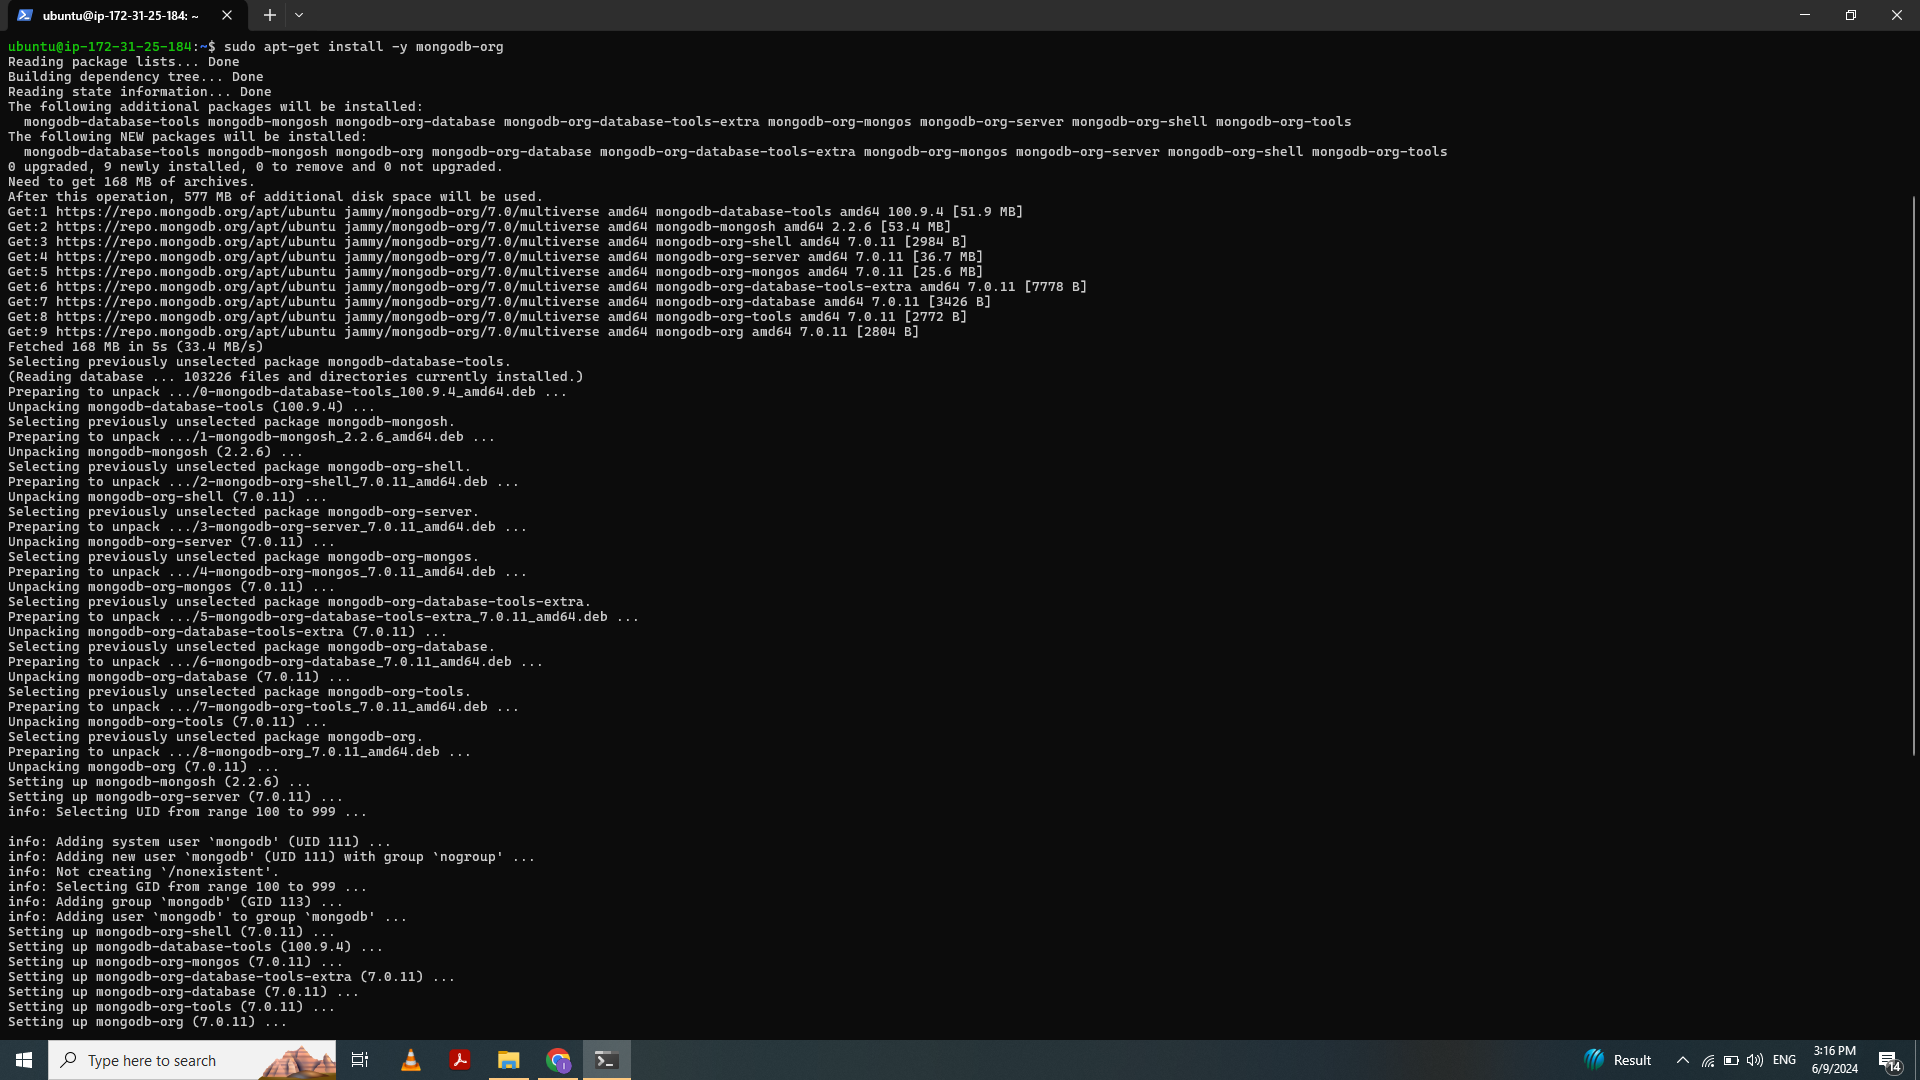 ubuntu@ip-172-31-25-184: ~
ubuntu@ip-172-31-25-184:~$ sudo apt-get install -y mongodb-org
Reading package lists... Done
Building dependency tree... Done
Reading state information... Done
The following additional packages will be installed:
  mongodb-database-tools mongodb-mongosh mongodb-org-database mongodb-org-database-tools-extra mongodb-org-mongos mongodb-org-server mongodb-org-shell mongodb-org-tools
The following NEW packages will be installed:
  mongodb-database-tools mongodb-mongosh mongodb-org mongodb-org-database mongodb-org-database-tools-extra mongodb-org-mongos mongodb-org-server mongodb-org-shell mongodb-org-tools
0 upgraded, 9 newly installed, 0 to remove and 0 not upgraded.
Need to get 168 MB of archives.
After this operation, 577 MB of additional disk space will be used.
Get:1 https://repo.mongodb.org/apt/ubuntu jammy/mongodb-org/7.0/multiverse amd64 mongodb-database-tools amd64 100.9.4 [51.9 MB]
Get:2 https://repo.mongodb.org/apt/ubuntu jammy/mongodb-org/7.0/multiverse amd64 mongodb-mongosh amd64 2.2.6 [53.4 MB]
Get:3 https://repo.mongodb.org/apt/ubuntu jammy/mongodb-org/7.0/multiverse amd64 mongodb-org-shell amd64 7.0.11 [2984 B]
Get:4 https://repo.mongodb.org/apt/ubuntu jammy/mongodb-org/7.0/multiverse amd64 mongodb-org-server amd64 7.0.11 [36.7 MB]
Get:5 https://repo.mongodb.org/apt/ubuntu jammy/mongodb-org/7.0/multiverse amd64 mongodb-org-mongos amd64 7.0.11 [25.6 MB]
Get:6 https://repo.mongodb.org/apt/ubuntu jammy/mongodb-org/7.0/multiverse amd64 mongodb-org-database-tools-extra amd64 7.0.11 [7778 B]
Get:7 https://repo.mongodb.org/apt/ubuntu jammy/mongodb-org/7.0/multiverse amd64 mongodb-org-database amd64 7.0.11 [3426 B]
Get:8 https://repo.mongodb.org/apt/ubuntu jammy/mongodb-org/7.0/multiverse amd64 mongodb-org-tools amd64 7.0.11 [2772 B]
Get:9 https://repo.mongodb.org/apt/ubuntu jammy/mongodb-org/7.0/multiverse amd64 mongodb-org amd64 7.0.11 [2804 B]
Fetched 168 MB in 5s (33.4 MB/s)
Selecting previously unselected package mongodb-database-tools.
(Reading database ... 103226 files and directories currently installed.)
Preparing to unpack .../0-mongodb-database-tools_100.9.4_amd64.deb ...
Unpacking mongodb-database-tools (100.9.4) ...
Selecting previously unselected package mongodb-mongosh.
Preparing to unpack .../1-mongodb-mongosh_2.2.6_amd64.deb ...
Unpacking mongodb-mongosh (2.2.6) ...
Selecting previously unselected package mongodb-org-shell.
Preparing to unpack .../2-mongodb-org-shell_7.0.11_amd64.deb ...
Unpacking mongodb-org-shell (7.0.11) ...
Selecting previously unselected package mongodb-org-server.
Preparing to unpack .../3-mongodb-org-server_7.0.11_amd64.deb ...
Unpacking mongodb-org-server (7.0.11) ...
Selecting previously unselected package mongodb-org-mongos.
Preparing to unpack .../4-mongodb-org-mongos_7.0.11_amd64.deb ...
Unpacking mongodb-org-mongos (7.0.11) ...
Selecting previously unselected package mongodb-org-database-tools-extra.
Preparing to unpack .../5-mongodb-org-database-tools-extra_7.0.11_amd64.deb ...
Unpacking mongodb-org-database-tools-extra (7.0.11) ...
Selecting previously unselected package mongodb-org-database.
Preparing to unpack .../6-mongodb-org-database_7.0.11_amd64.deb ...
Unpacking mongodb-org-database (7.0.11) ...
Selecting previously unselected package mongodb-org-tools.
Preparing to unpack .../7-mongodb-org-tools_7.0.11_amd64.deb ...
Unpacking mongodb-org-tools (7.0.11) ...
Selecting previously unselected package mongodb-org.
Preparing to unpack .../8-mongodb-org_7.0.11_amd64.deb ...
Unpacking mongodb-org (7.0.11) ...
Setting up mongodb-mongosh (2.2.6) ...
Setting up mongodb-org-server (7.0.11) ...
info: Selecting UID from range 100 to 999 ...

info: Adding system user `mongodb' (UID 111) ...
info: Adding new user `mongodb' (UID 111) with group `nogroup' ...
info: Not creating `/nonexistent'.
info: Selecting GID from range 100 to 999 ...
info: Adding group `mongodb' (GID 113) ...
info: Adding user `mongodb' to group `mongodb' ...
Setting up mongodb-org-shell (7.0.11) ...
Setting up mongodb-database-tools (100.9.4) ...
Setting up mongodb-org-mongos (7.0.11) ...
Setting up mongodb-org-database-tools-extra (7.0.11) ...
Setting up mongodb-org-database (7.0.11) ...
Setting up mongodb-org-tools (7.0.11) ...
Setting up mongodb-org (7.0.11) ...
Type here to search
Result
ENG
3:16 PM
6/9/2024
14